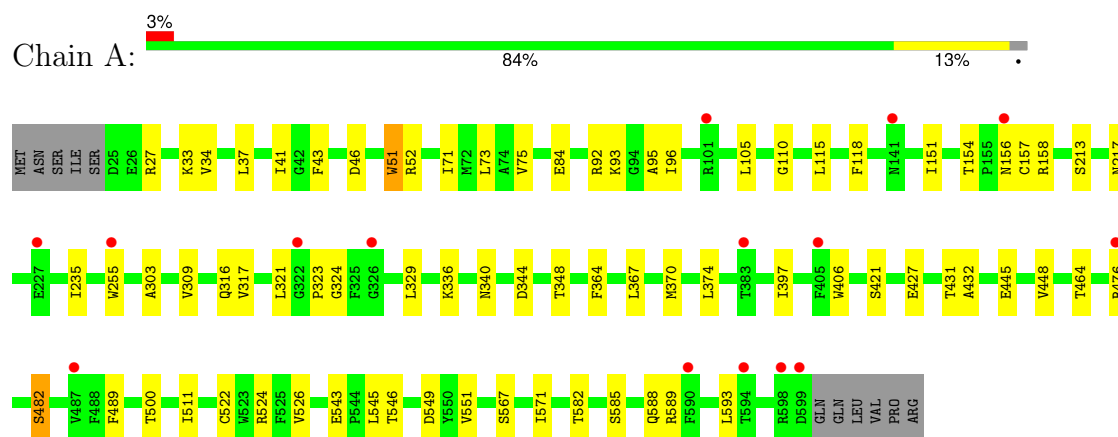 3%
Chain A:
84% 13% •
MET ASN SER ILE SER D25 E26 R27 K33 V34 L37 I41 G42 F43 D46 W51 R52 I71 M72 L73 A74 V75 E84 R92 K93 G94 A95 I96 R101 L105 G110 L115 F118 N141 I151 T154 P155 N156 C157 R158 S213 N217
E227 I235 W255 A303 V309 Q316 V317 L321 G322 P323 G324 F325 G326 L329 K336 N340 D344 T348 F364 L367 M370 L374 T383 I397 F405 W406 S421 E427 T431 A432 E445 V448 T464
S482 V487 F488 F489 T500 I511 C522 W523 R524 F525 V526 E543 P544 L545 T546 D549 Y550 V551 S567 I571 T582 S585 Q588 R589 F590 L593 T594 R598 D599 GLN GLN LEU VAL PRO ARG